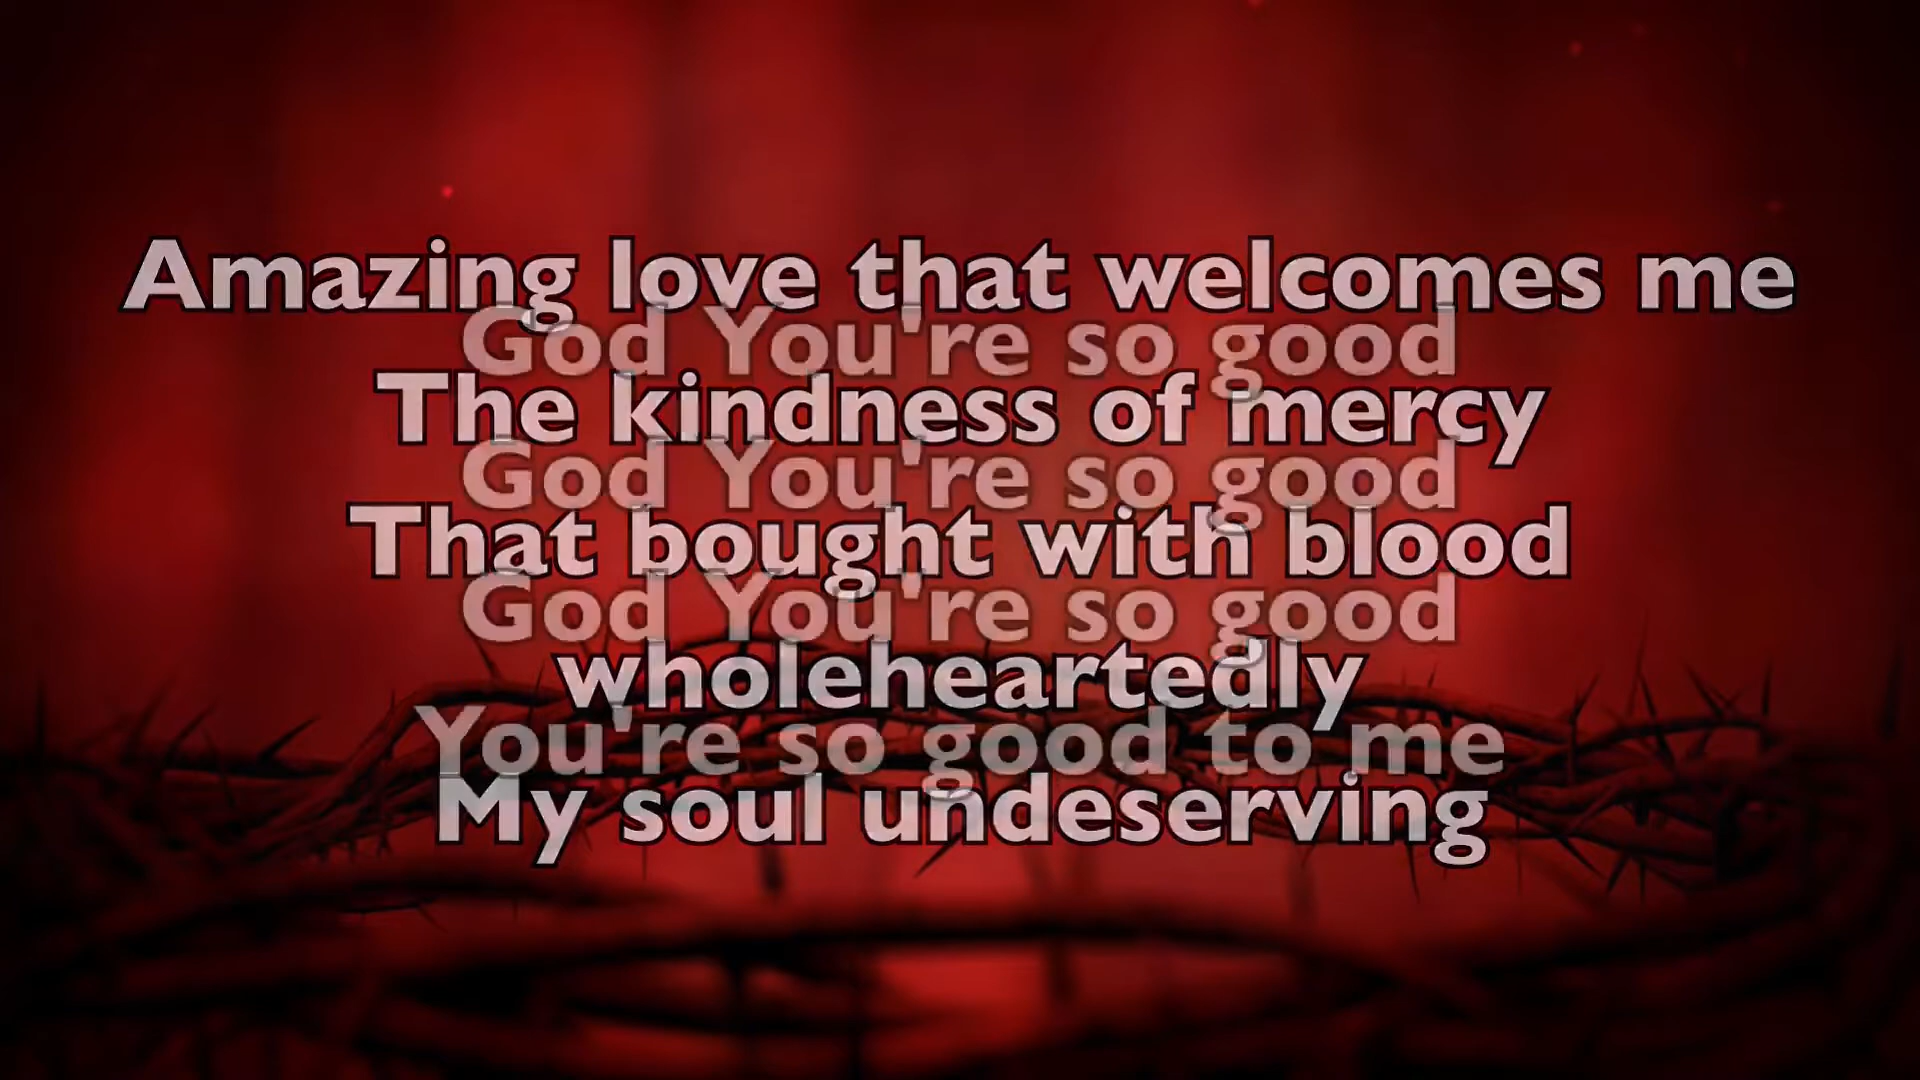 Amazing love that welcomes me
God You're so good
The kindness of mercy
God You're so good
That bought with blood
God You're so good
wholeheartedly
You're so good to me
My soul undeserving